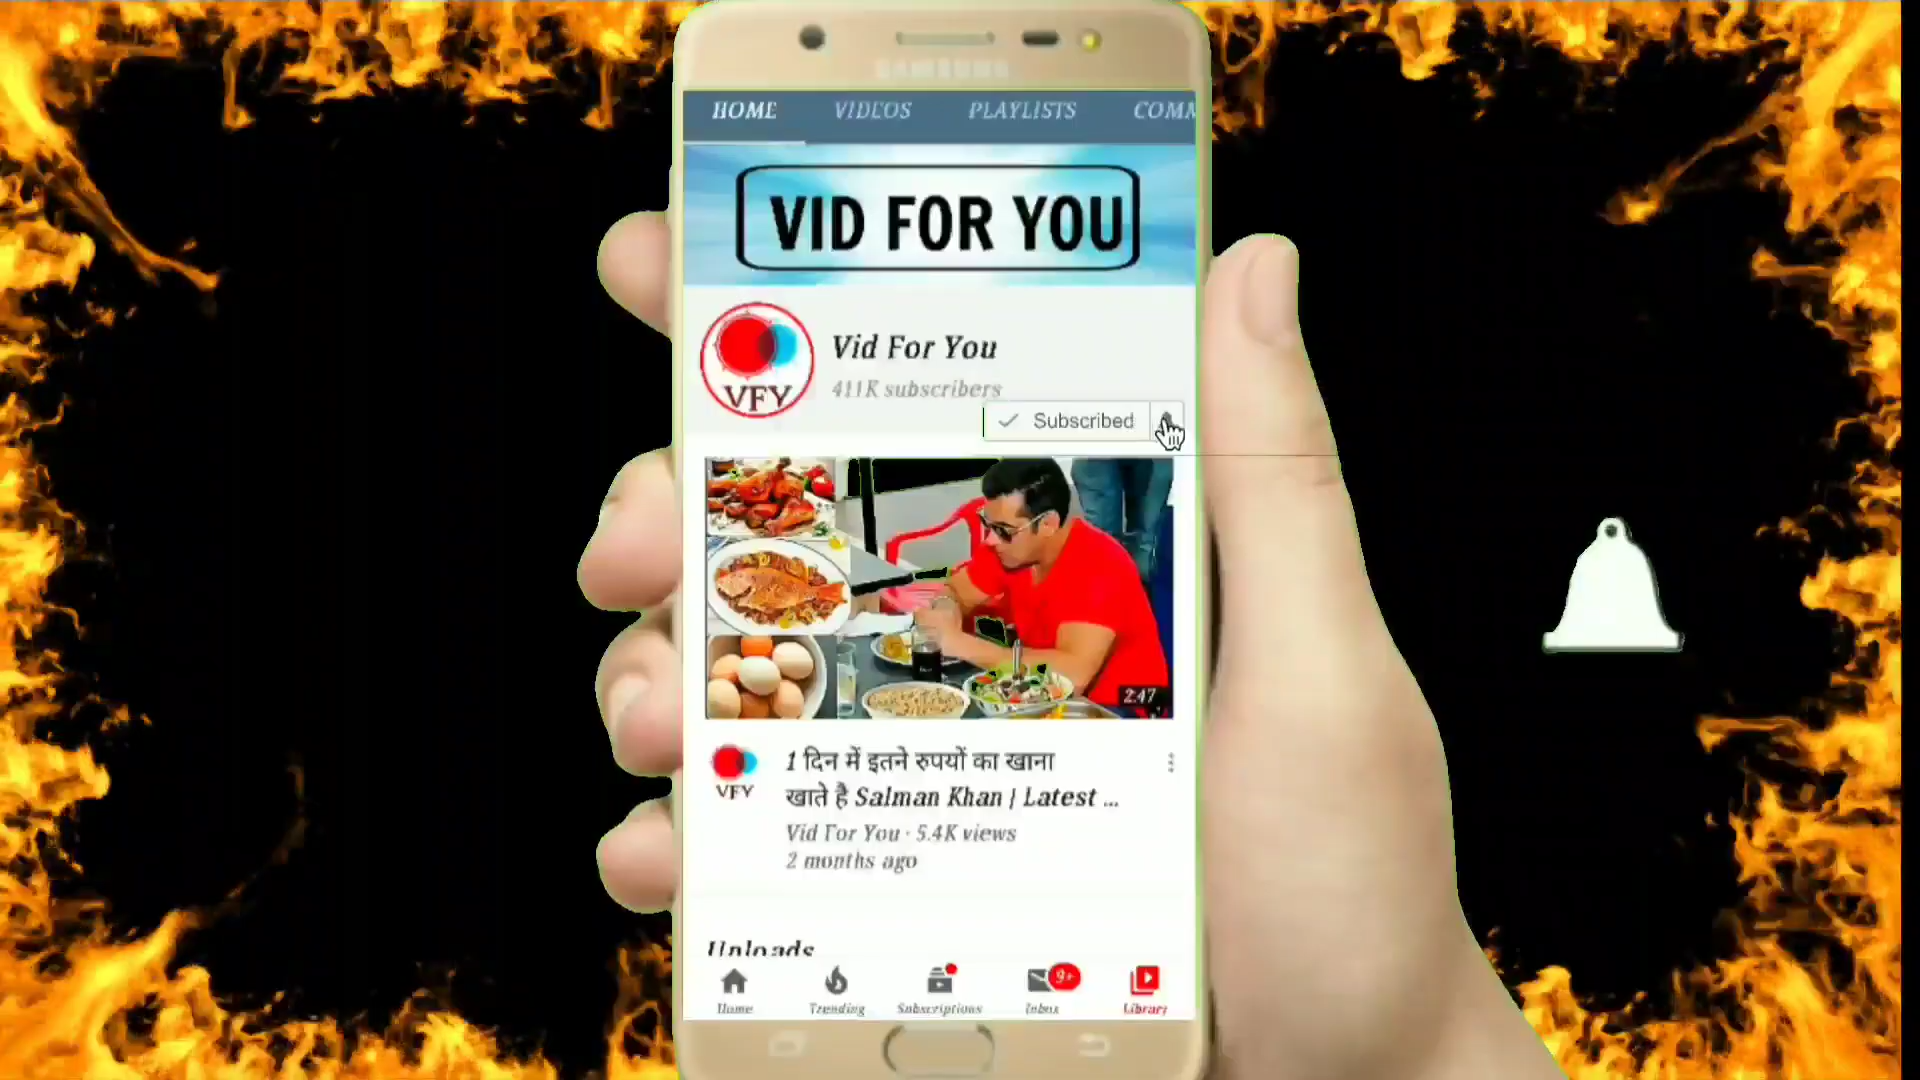 SAMSUNG
HOME VIDEOS PLAYLISTS COMM
VID FOR YOU
VFY
Vid For You
411K subscribers
Subscribed
2:47
VFY
1 दिन में इतने रुपयों का खाना
खाते है Salman Khan | Latest ...
Vid For You · 5.4K views
2 months ago
Uploads
Home Trending Subscriptions Inbox 9+ Library